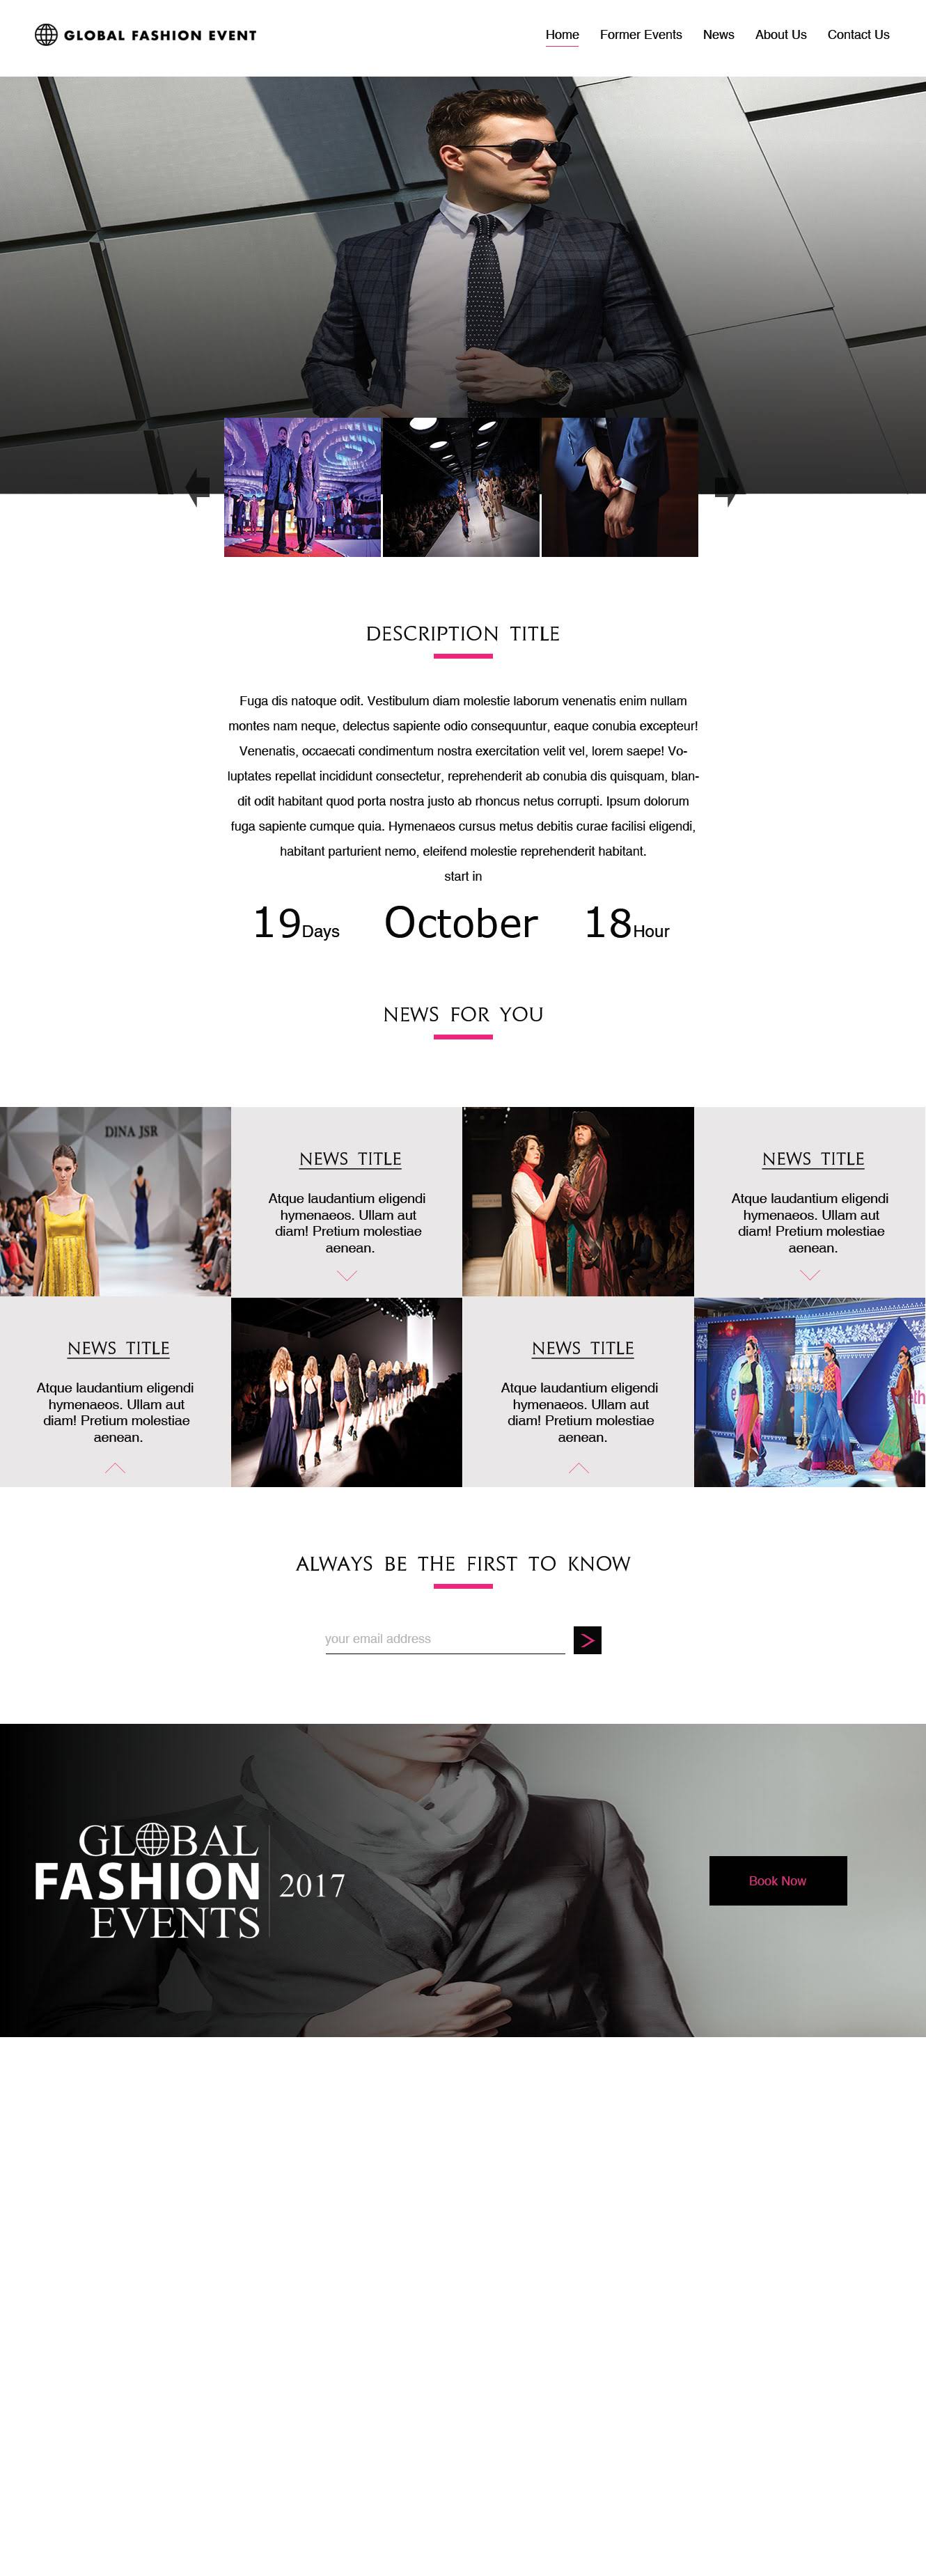 GLOBAL FASHION EVENT
Home Former Events News About Us Contact Us
DESCRIPTION TITLE
Fuga dis natoque odit. Vestibulum diam molestie laborum venenatis enim nullam
montes nam neque, delectus sapiente odio consequuntur, eaque conubia excepteur!
Venenatis, occaecati condimentum nostra exercitation velit vel, lorem saepe! Vo-
luptates repellat incididunt consectetur, reprehenderit ab conubia dis quisquam, blan-
dit odit habitant quod porta nostra justo ab rhoncus netus corrupti. Ipsum dolorum
fuga sapiente cumque quia. Hymenaeos cursus metus debitis curae facilisi eligendi,
habitant parturient nemo, eleifend molestie reprehenderit habitant.
start in
19Days October 18Hour
NEWS FOR YOU
DINA JSR
NEWS TITLE
Atque laudantium eligendi
hymenaeos. Ullam aut
diam! Pretium molestiae
aenean.
NEWS TITLE
Atque laudantium eligendi
hymenaeos. Ullam aut
diam! Pretium molestiae
aenean.
NEWS TITLE
Atque laudantium eligendi
hymenaeos. Ullam aut
diam! Pretium molestiae
aenean.
NEWS TITLE
Atque laudantium eligendi
hymenaeos. Ullam aut
diam! Pretium molestiae
aenean.
ALWAYS BE THE FIRST TO KNOW
your email address
GLOBAL
FASHION
EVENTS
2017
Book Now